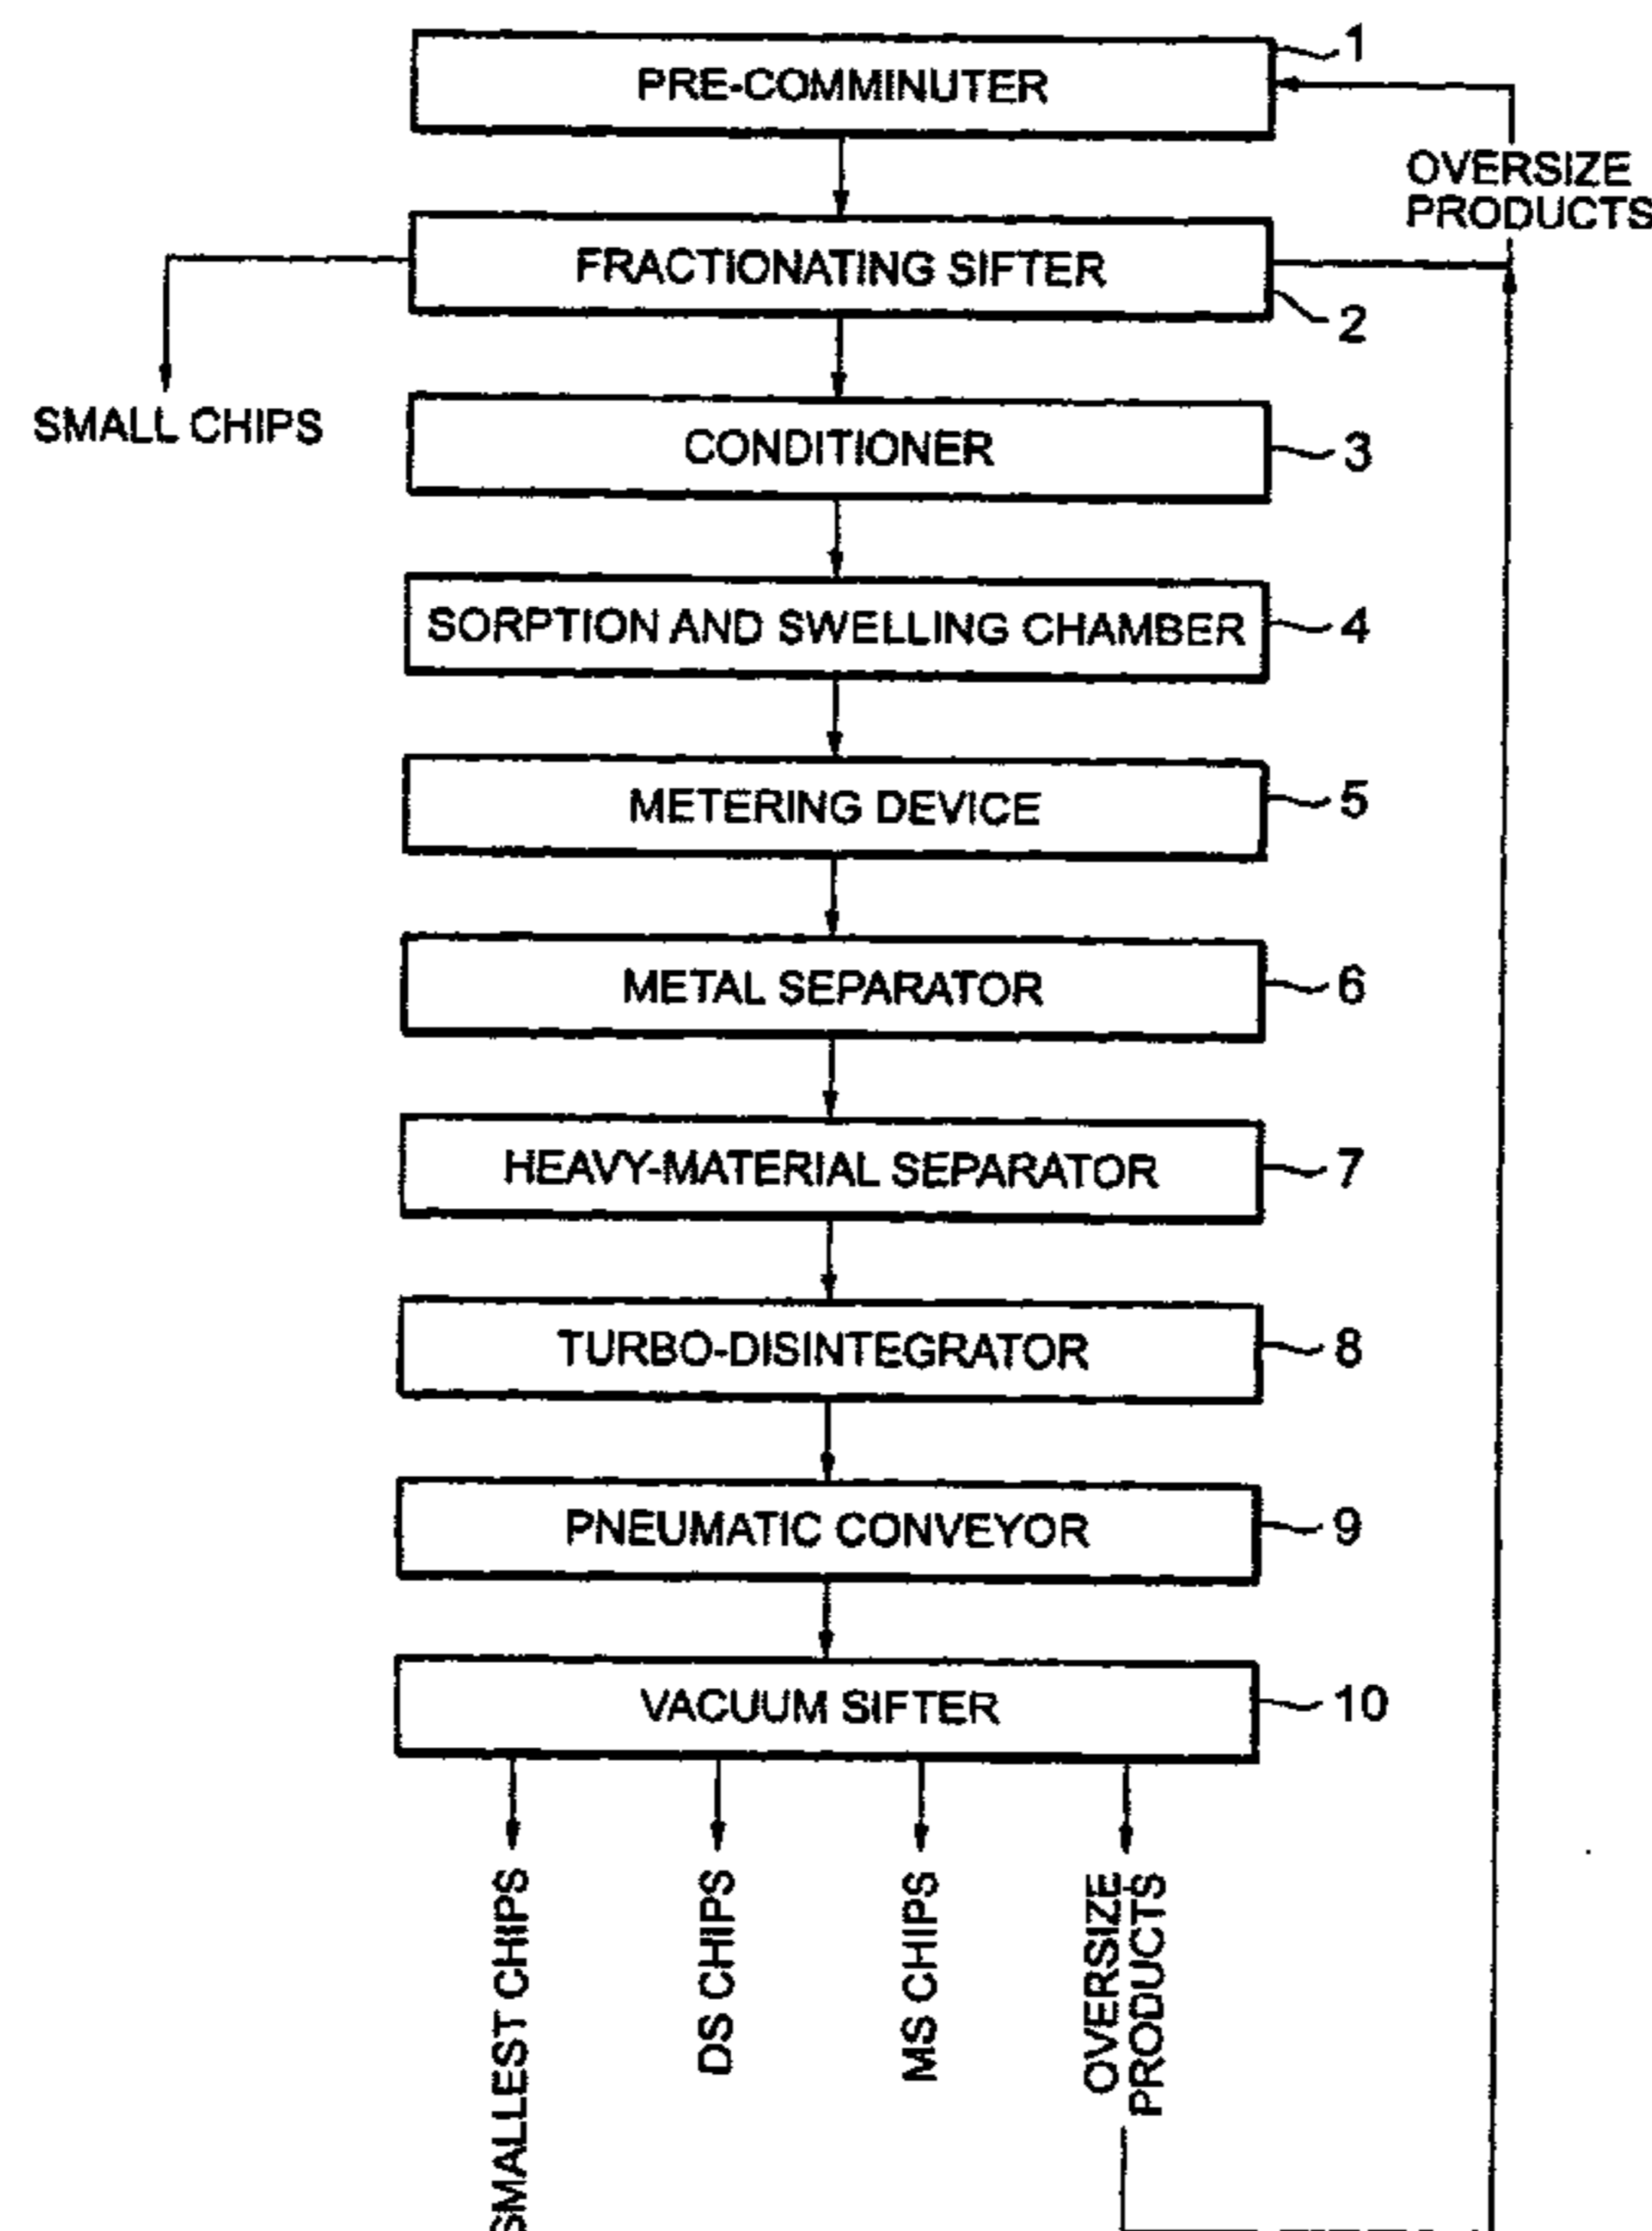 1
PRE-COMMINUTER
OVERSIZE
PRODUCTS
FRACTIONATING SIFTER
2
SMALL CHIPS
CONDITIONER
3
SORPTION AND SWELLING CHAMBER
4
METERING DEVICE
5
METAL SEPARATOR
6
HEAVY-MATERIAL SEPARATOR
7
TURBO-DISINTEGRATOR
8
PNEUMATIC CONVEYOR
9
VACUUM SIFTER
10
SMALLEST CHIPS
DS CHIPS
MS CHIPS
OVERSIZE
PRODUCTS